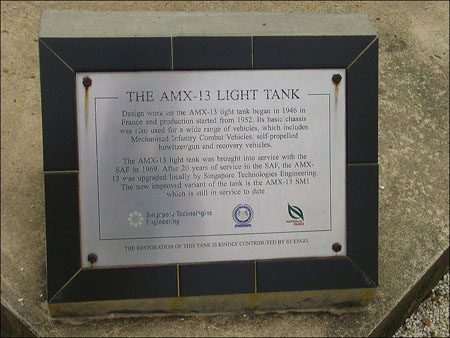 THE AMX-13 LIGHT TANK
Design work on the AMX-13 light tank began in 1946 in
France and production started from 1952. Its basic chassis
was also used for a wide range of vehicles, which includes
Mechanised Infantry Combat Vehicles, self-propelled
howitzer/gun and recovery vehicles.
The AMX-13 light tank was brought into service with the
SAF in 1969. After 20 years of service in the SAF, the AMX-
13 was upgraded locally by Singapore Technologies Engineering.
The new improved variant of the tank is the AMX-13 SM1
which is still in service to date.
Singapore Technologies
Engineering
THE RESTORATION OF THIS TANK IS KINDLY CONTRIBUTED BY ST ENGG.